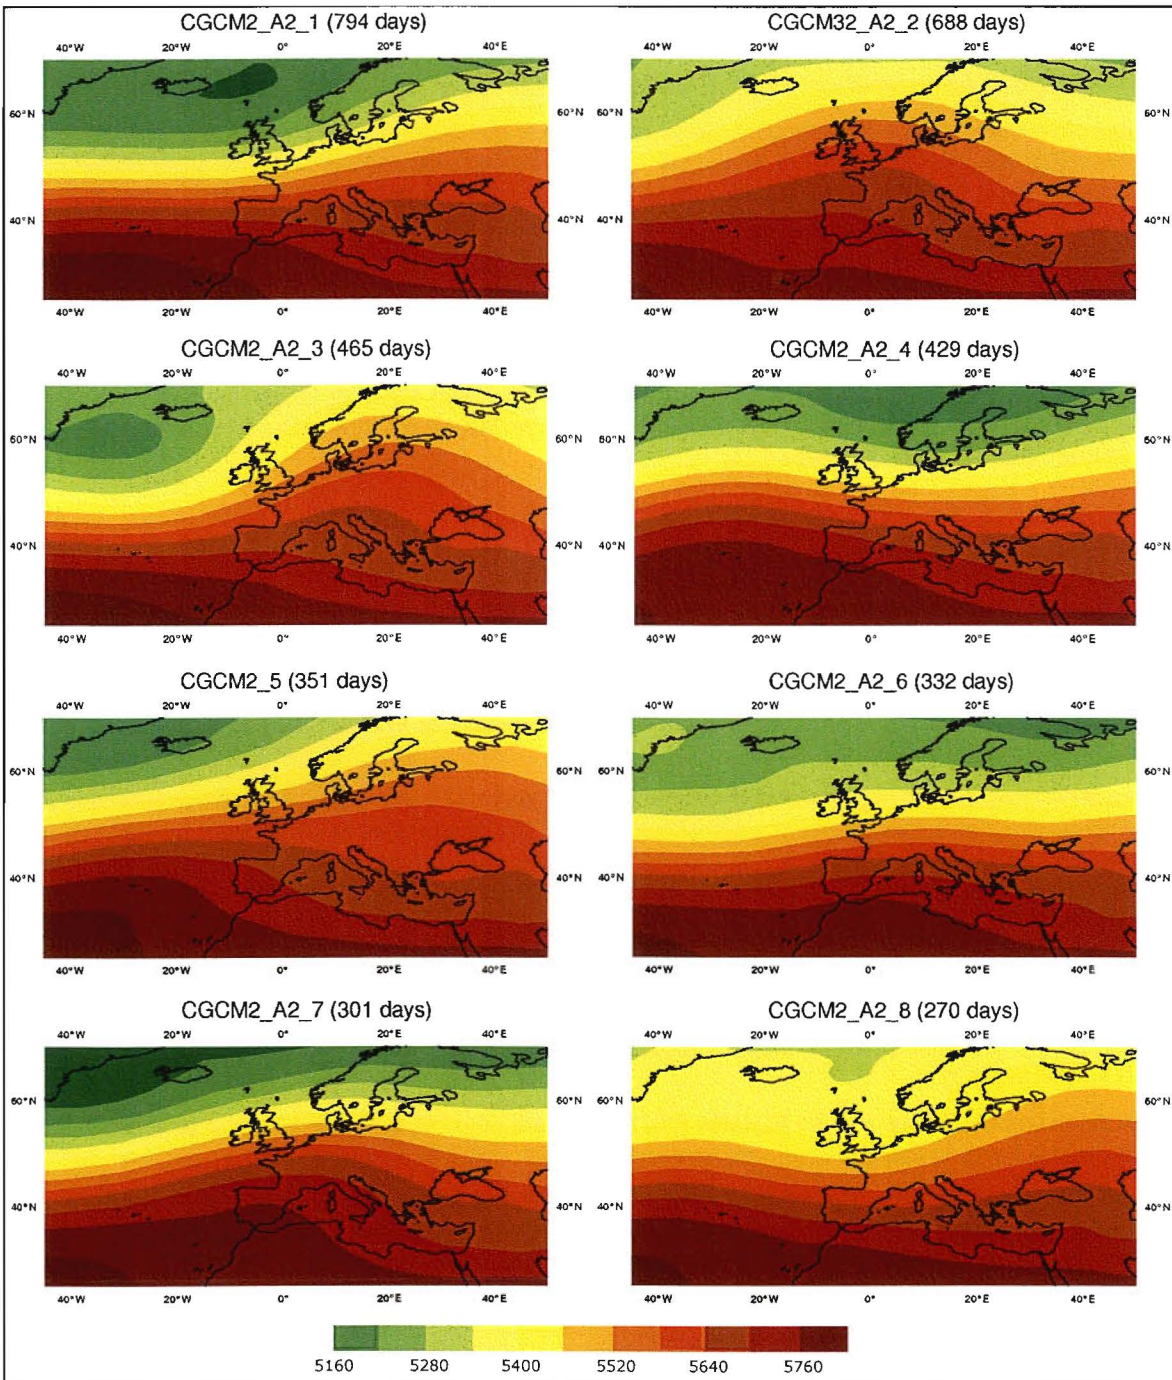 CGCM2_A2_1 (794 days) CGCM32_A2_2 (688 days)
40°W 20°W 0° 20°E 40°E 40°W 20°W 0° 20°E 40°E
60°N 60°N 60°N
40°N 40°N 40°N
40°W 20°W 0° 20°E 40°E 40°W 20°W 0° 20°E 40°E
CGCM2_A2_3 (465 days) CGCM2_A2_4 (429 days)
40°W 20°W 0° 20°E 40°E 40°W 20°W 0° 20°E 40°E
60°N 60°N 60°N 60°N
40°N 40°N 40°N 40°N
40°W 20°W 0° 20°E 40°E 40°W 20°W 0° 20°E 40°E
CGCM2_5 (351 days) CGCM2_A2_6 (332 days)
40°W 20°W 0° 20°E 40°E 40°W 20°W 0° 20°E 40°E
60°N 60°N 60°N 60°N
40°N 40°N 40°N 40°N
40°W 20°W 0° 20°E 40°E 40°W 20°W 0° 20°E 40°E
CGCM2_A2_7 (301 days) CGCM2_A2_8 (270 days)
40°W 20°W 0° 20°E 40°E 40°W 20°W 0° 20°E 40°E
60°N 60°N 60°N 60°N
40°N 40°N 40°N 40°N
40°W 20°W 0° 20°E 40°E 40°W 20°W 0° 20°E 40°E
5160 5280 5400 5520 5640 5760